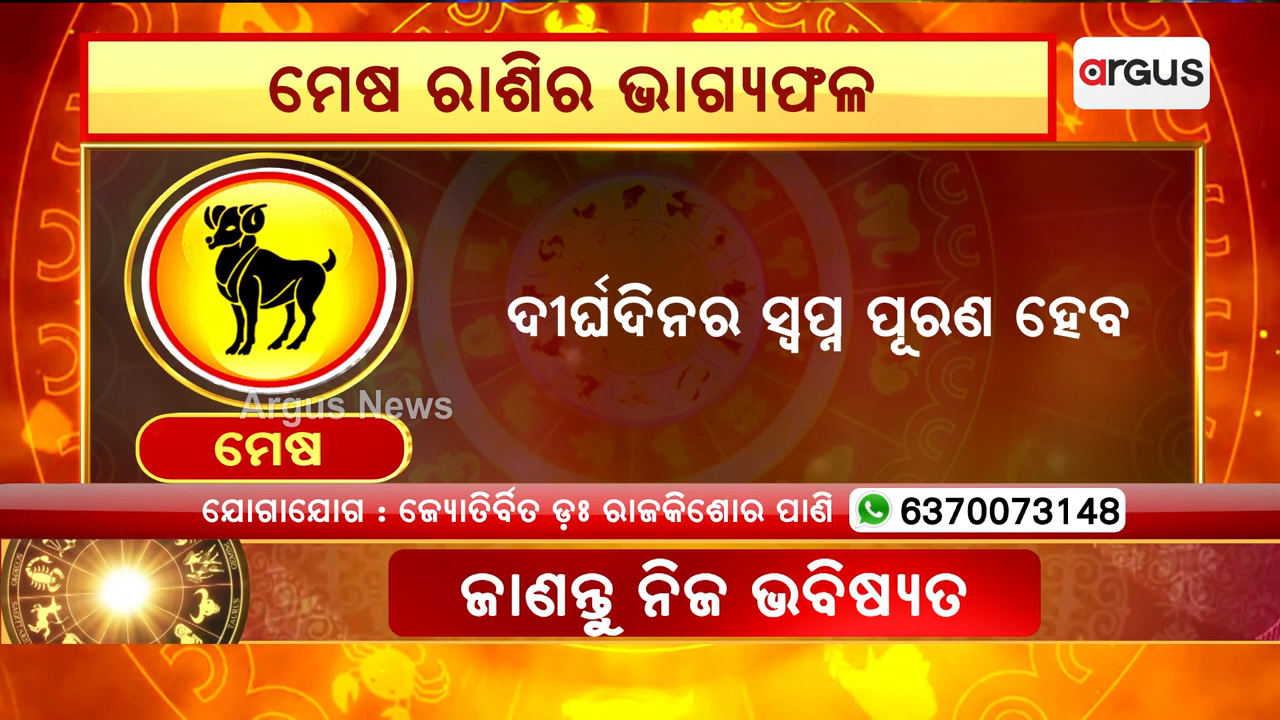 ମେଷ ରାଶିର ଭାଗ୍ୟଫଳ
argus
ଦୀର୍ଘଦିନର ସ୍ୱପ୍ନ ପୂରଣ ହେବ
Argus News
ମେଷ
ଯୋଗାଯୋଗ : ଜ୍ୟୋତିର୍ବିତ ଡ଼ଃ ରାଜକିଶୋର ପାଣି 6370073148
ଜାଣନ୍ତୁ ନିଜ ଭବିଷ୍ୟତ